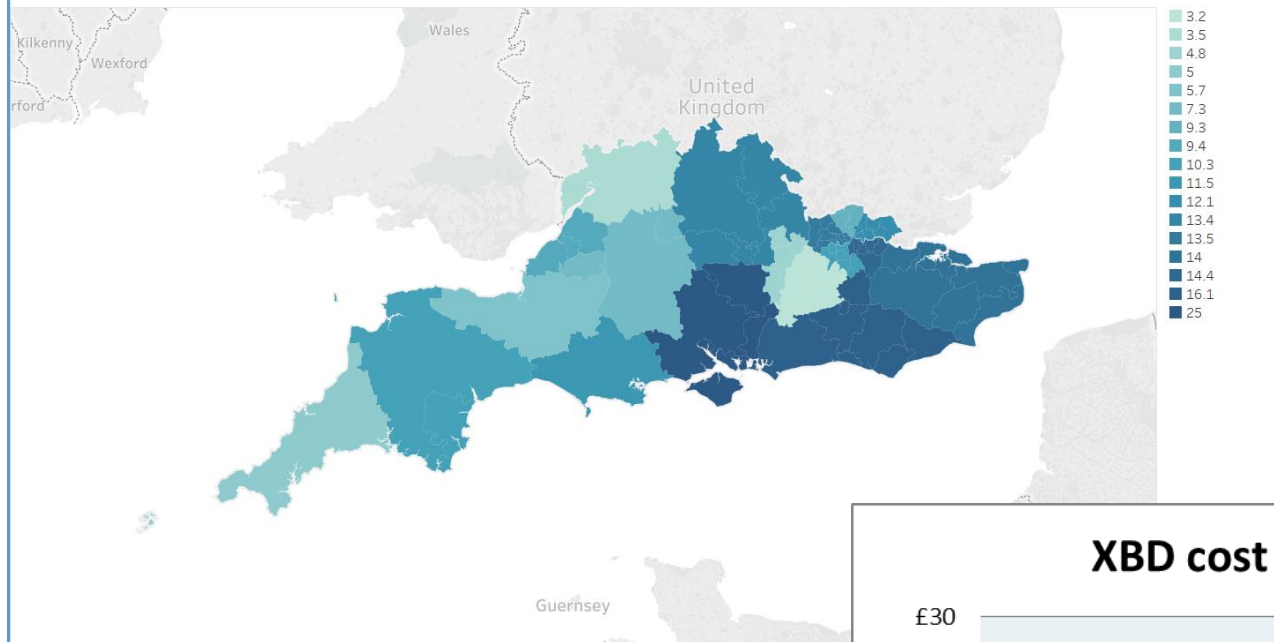 Kilkenny
Wexford
rford
Wales
United
Kingdom
Guernsey
3.2
3.5
4.8
5
5.7
7.3
9.3
9.4
10.3
11.5
12.1
13.4
13.5
14
14.4
16.1
25
XBD cost
£30